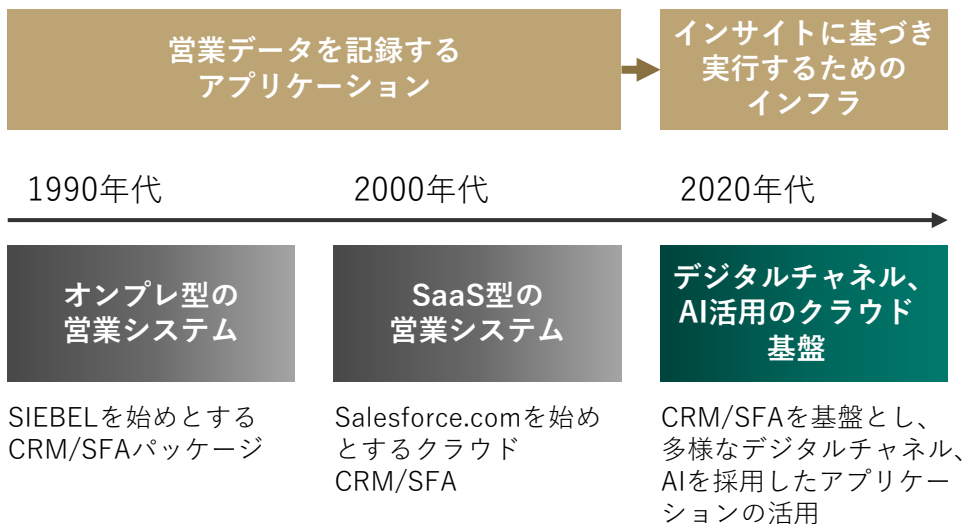 営業データを記録する
アプリケーション
インサイトに基づき
実行するための
インフラ
1990年代
2000年代
2020年代
オンプレ型の
営業システム
SaaS型の
営業システム
デジタルチャネル、
AI活用のクラウド
基盤
SIEBELを始めとする
CRM/SFAパッケージ
Salesforce.comを始め
とするクラウド
CRM/SFA
CRM/SFAを基盤とし、
多様なデジタルチャネル、
AIを採用したアプリケー
ションの活用